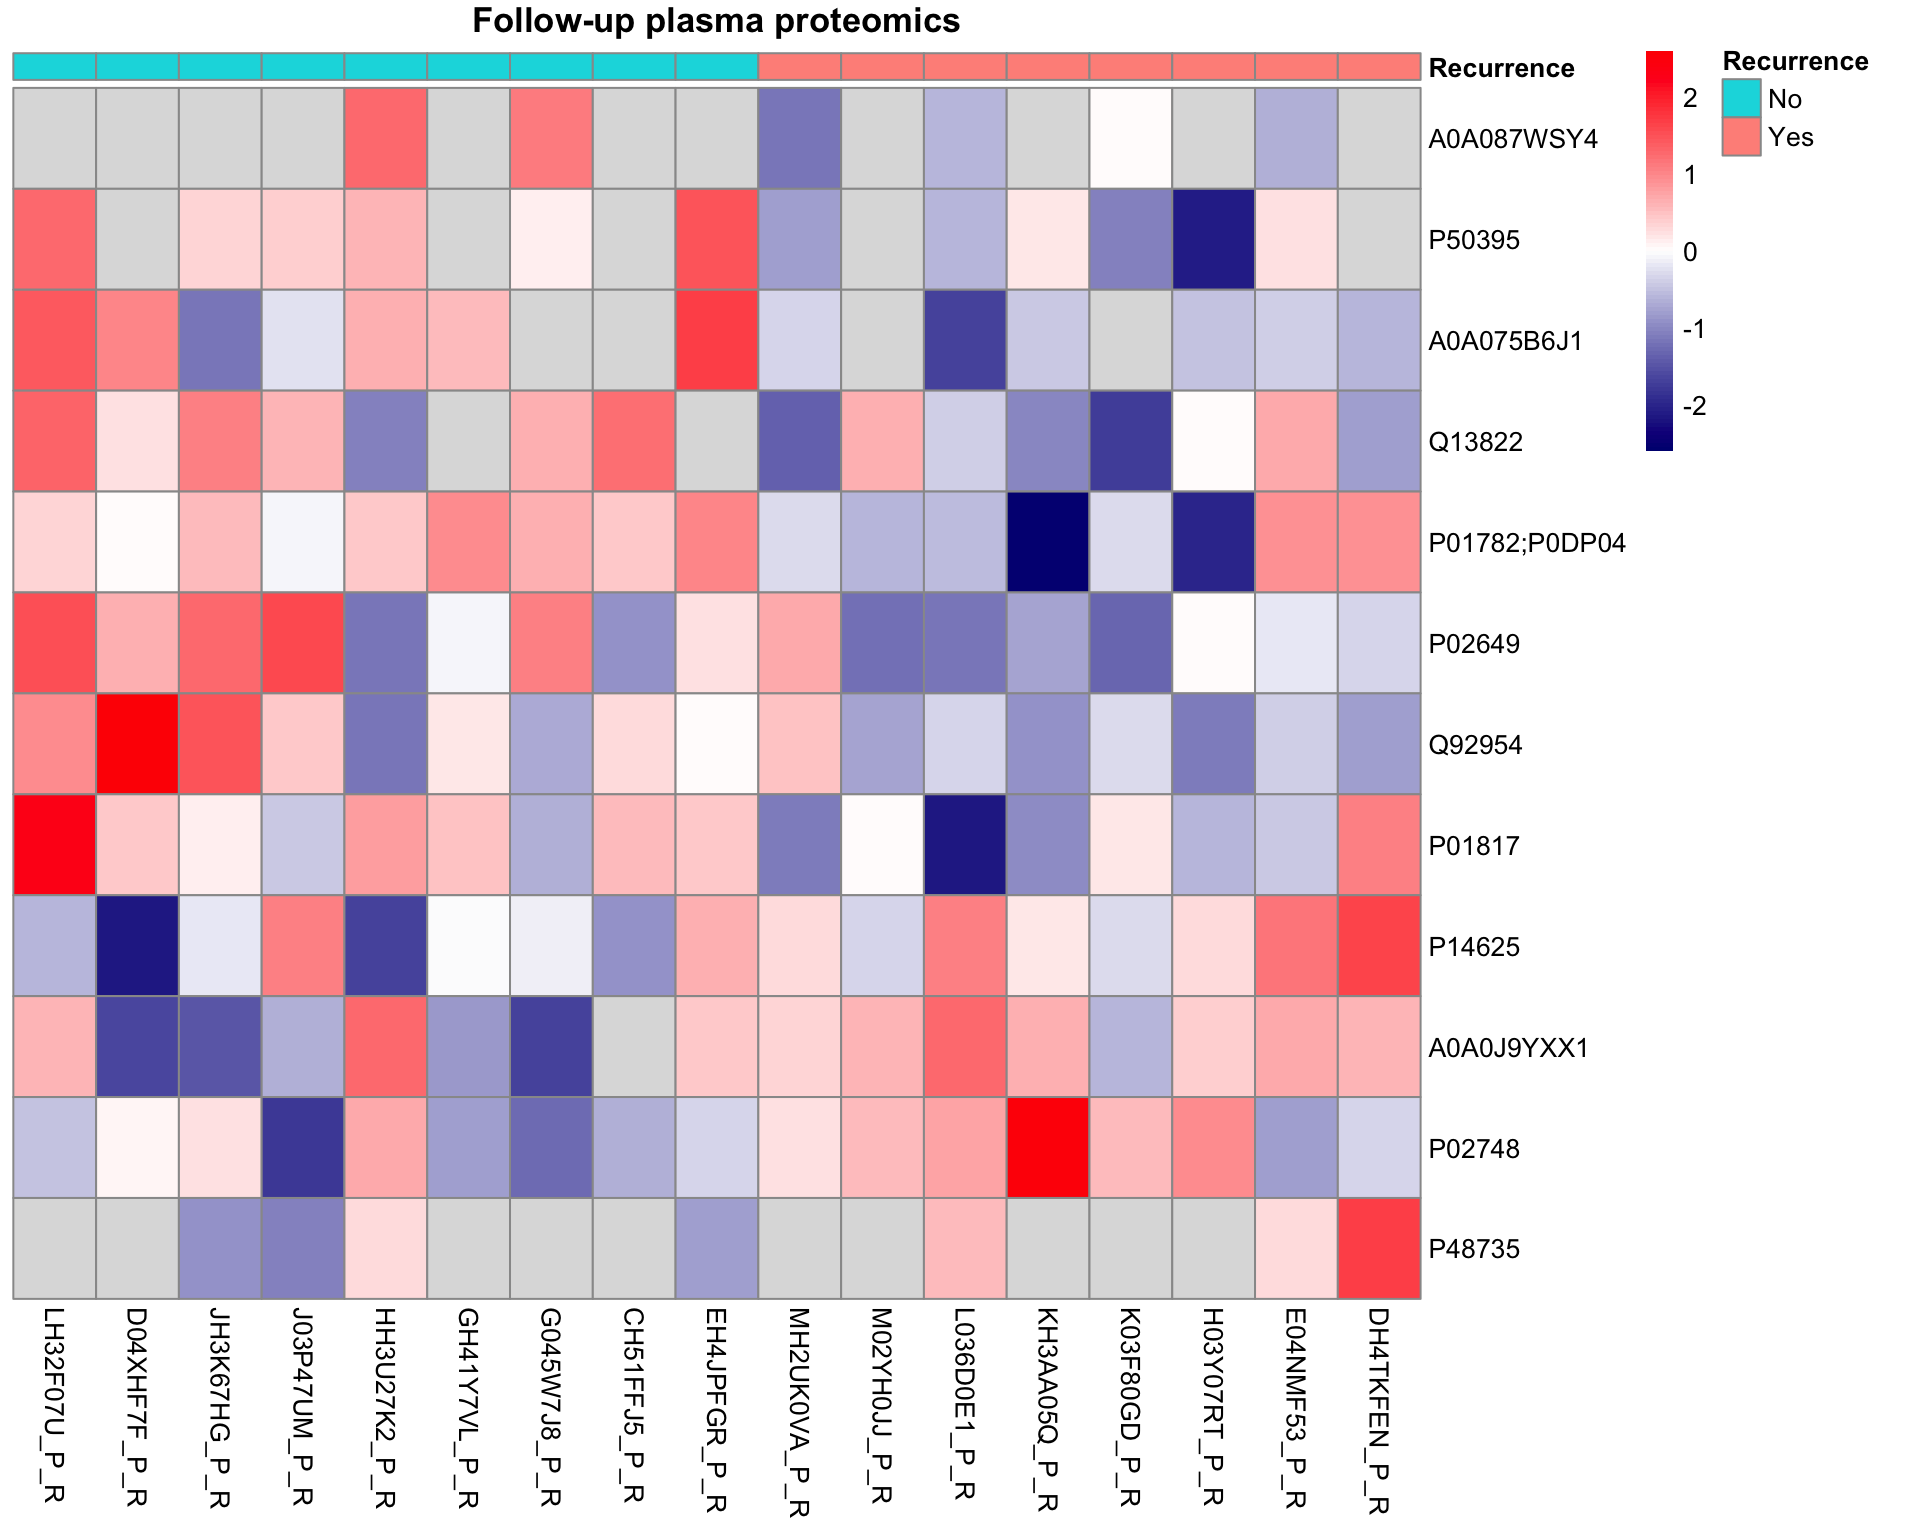 Follow-up plasma proteomics
Recurrence
A0A087WSY4
P50395
A0A075B6J1
Q13822
P01782;P0DP04
P02649
Q92954
P01817
P14625
A0A0J9YXX1
P02748
P48735
2
1
0
-1
-2
Recurrence
No
Yes
LH32F07U_P_R
D04XHF7F_P_R
JH3K67HG_P_R
J03P47UM_P_R
HH3U27K2_P_R
GH41Y7VL_P_R
G045W7J8_P_R
CH51FFJ5_P_R
EH4JPFGR_P_R
MH2UK0VA_P_R
M02YH0JJ_P_R
L036D0E1_P_R
KH3AA05Q_P_R
K03F80GD_P_R
H03Y07RT_P_R
E04NMF53_P_R
DH4TKFEN_P_R